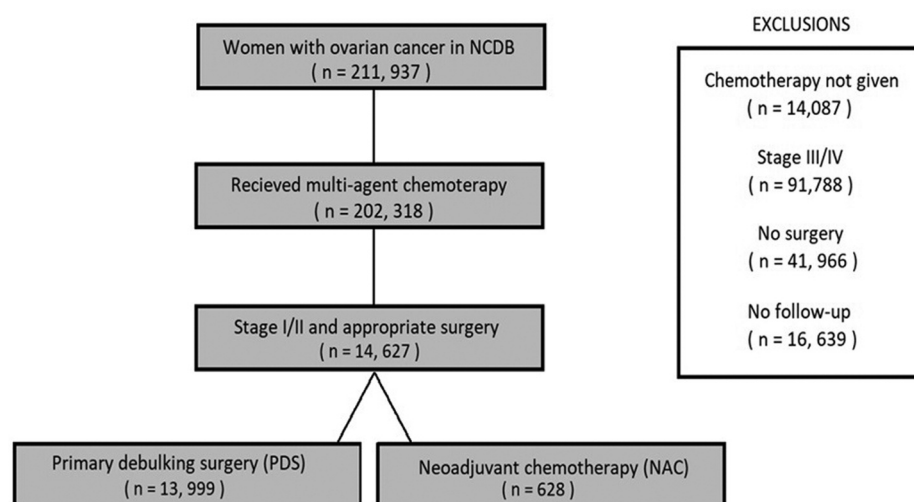 Women with ovarian cancer in NCDB
( n = 211, 937 )
Recieved multi-agent chemoterapy
( n = 202, 318 )
Stage I/II and appropriate surgery
( n = 14, 627 )
Primary debulking surgery (PDS)
( n = 13, 999 )
Neoadjuvant chemotherapy (NAC)
( n = 628 )
EXCLUSIONS
Chemotherapy not given
( n = 14,087 )
Stage III/IV
( n = 91,788 )
No surgery
( n = 41, 966 )
No follow-up
( n = 16, 639 )